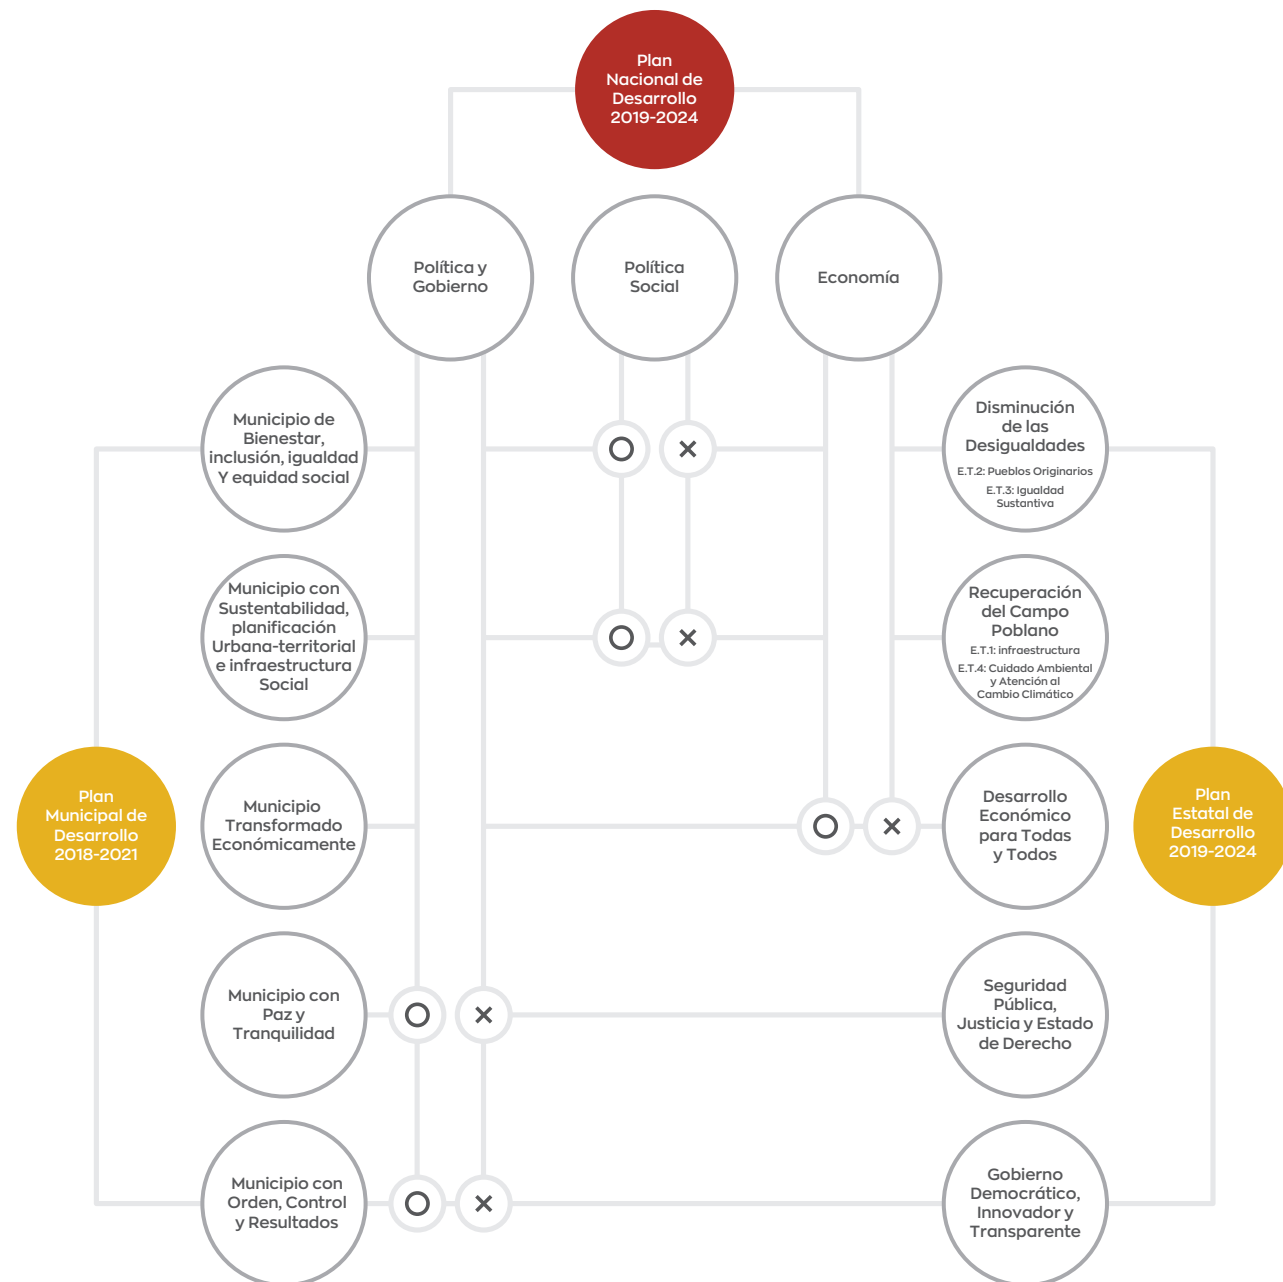 Plan
Nacional de
Desarrollo
2019-2024
Política y
Gobierno
Política
Social
Economía
Municipio de
Bienestar,
inclusión, igualdad
Y equidad social
Disminución
de las
Desigualdades
E.T.2: Pueblos Originarios
E.T.3: Igualdad
Sustantiva
Municipio con
Sustentabilidad,
planificación
Urbana-territorial
e infraestructura
Social
Recuperación
del Campo
Poblano
E.T.1: infraestructura
E.T.4: Cuidado Ambiental
y Atención al
Cambio Climático
Plan
Municipal de
Desarrollo
2018-2021
Municipio
Transformado
Económicamente
Desarrollo
Económico
para Todas
y Todos
Plan
Estatal de
Desarrollo
2019-2024
Municipio con
Paz y
Tranquilidad
Seguridad
Pública,
Justicia y Estado
de Derecho
Municipio con
Orden, Control
y Resultados
Gobierno
Democrático,
Innovador y
Transparente